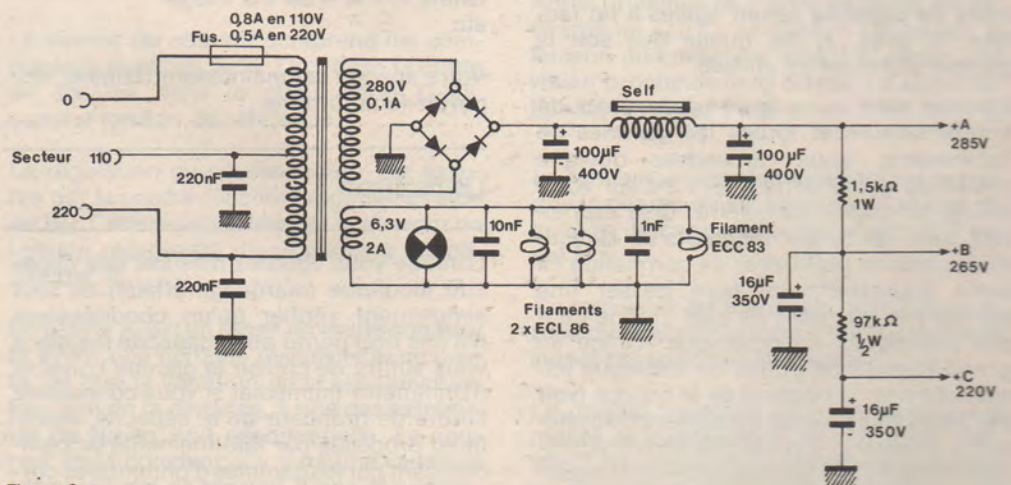 0,8A en 110V
Fus. 0,5A en 220V
0
Secteur 110
220
220nF
220nF
280V
0,1A
6,3V
2A
10nF
Filaments
2 x ECL 86
1nF
Filament
ECC 83
Self
+
100µF
400V
+
100µF
400V
+A
285V
1,5kΩ
1W
+B
265V
16µF
350V
+
-
97kΩ
1/2W
+C
220V
16µF
350V
+
-